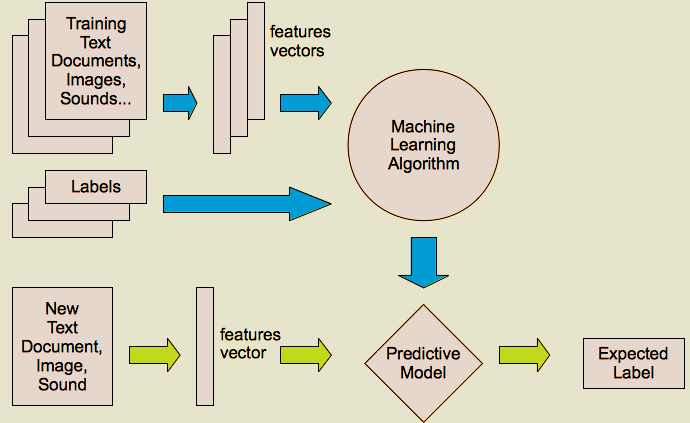 Training
Text
Documents,
Images,
Sounds...
features
vectors
Machine
Learning
Algorithm
Labels
New
Text
Document,
Image,
Sound
features
vector
Predictive
Model
Expected
Label